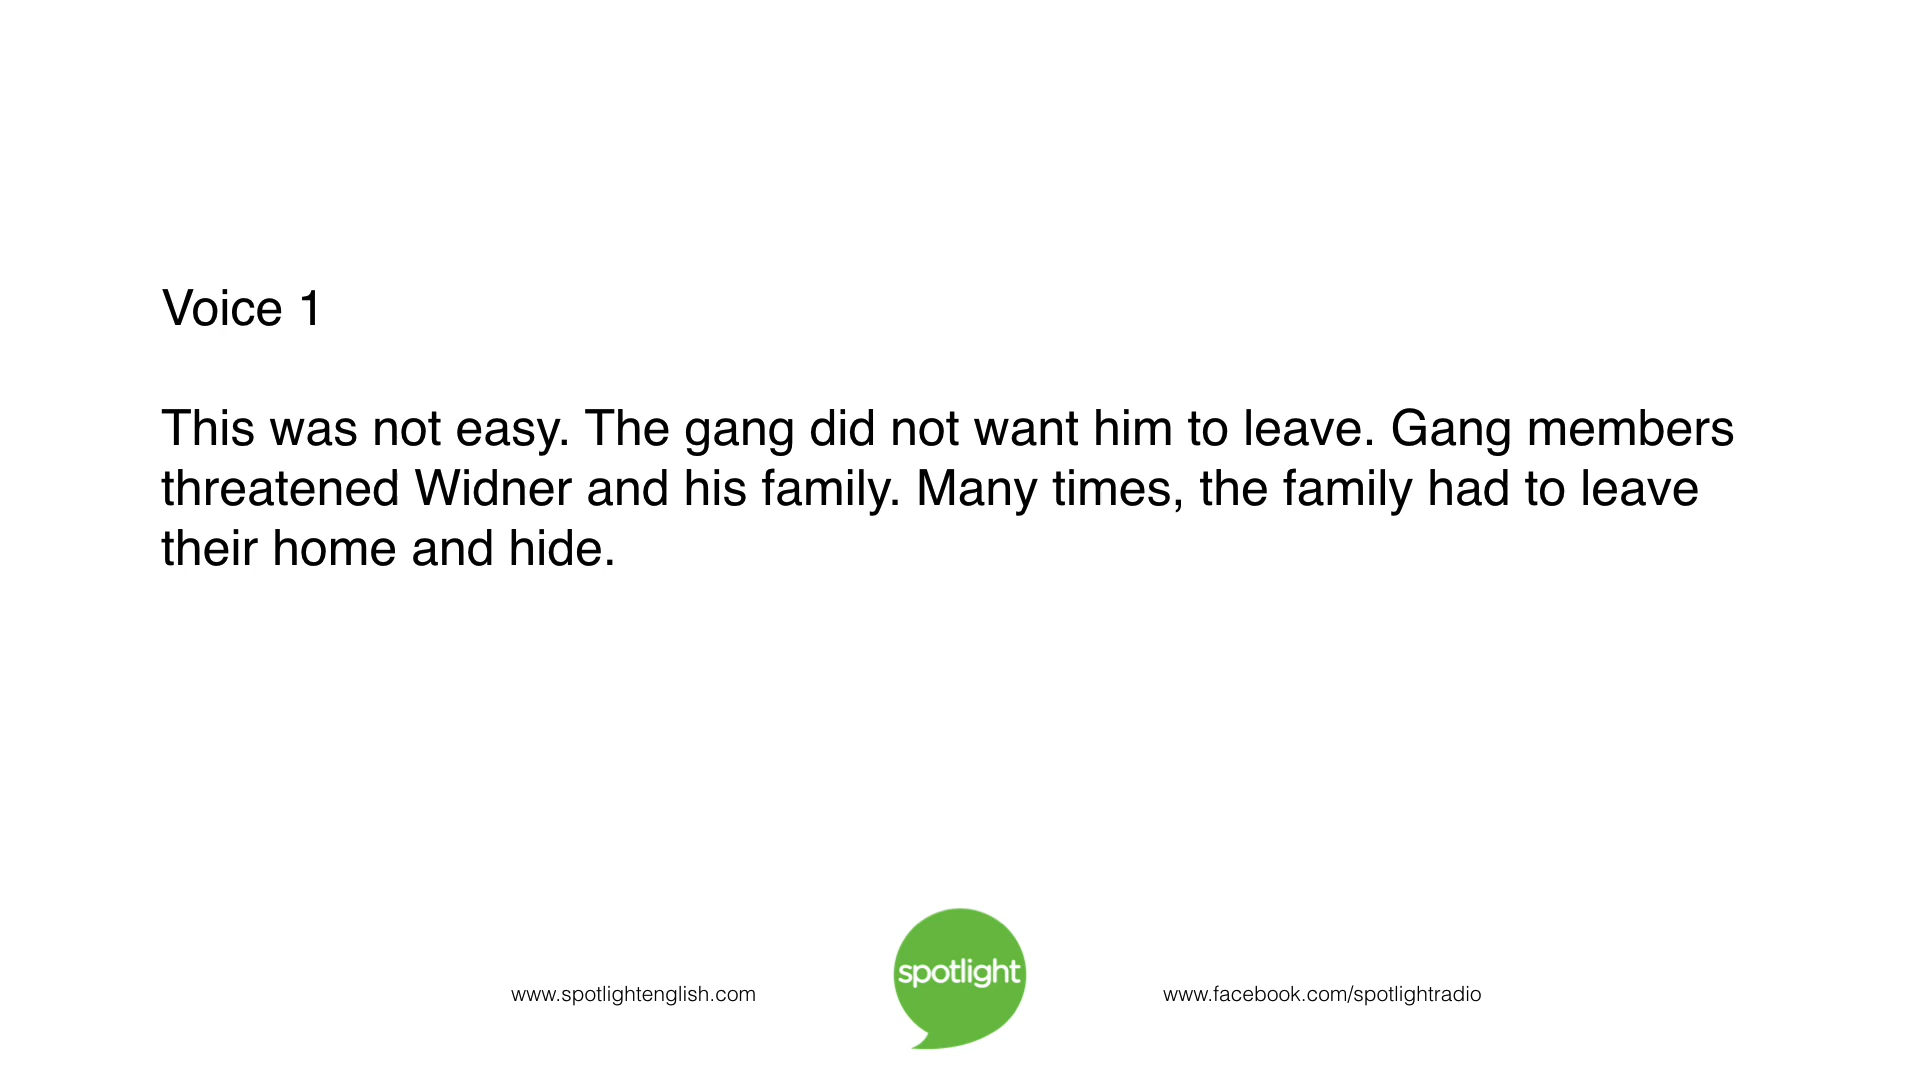 Voice 1
This was not easy. The gang did not want him to leave. Gang members
threatened Widner and his family. Many times, the family had to leave
their home and hide.
spotlight
www.spotlightenglish.com
www.facebook.com/spotlightradio